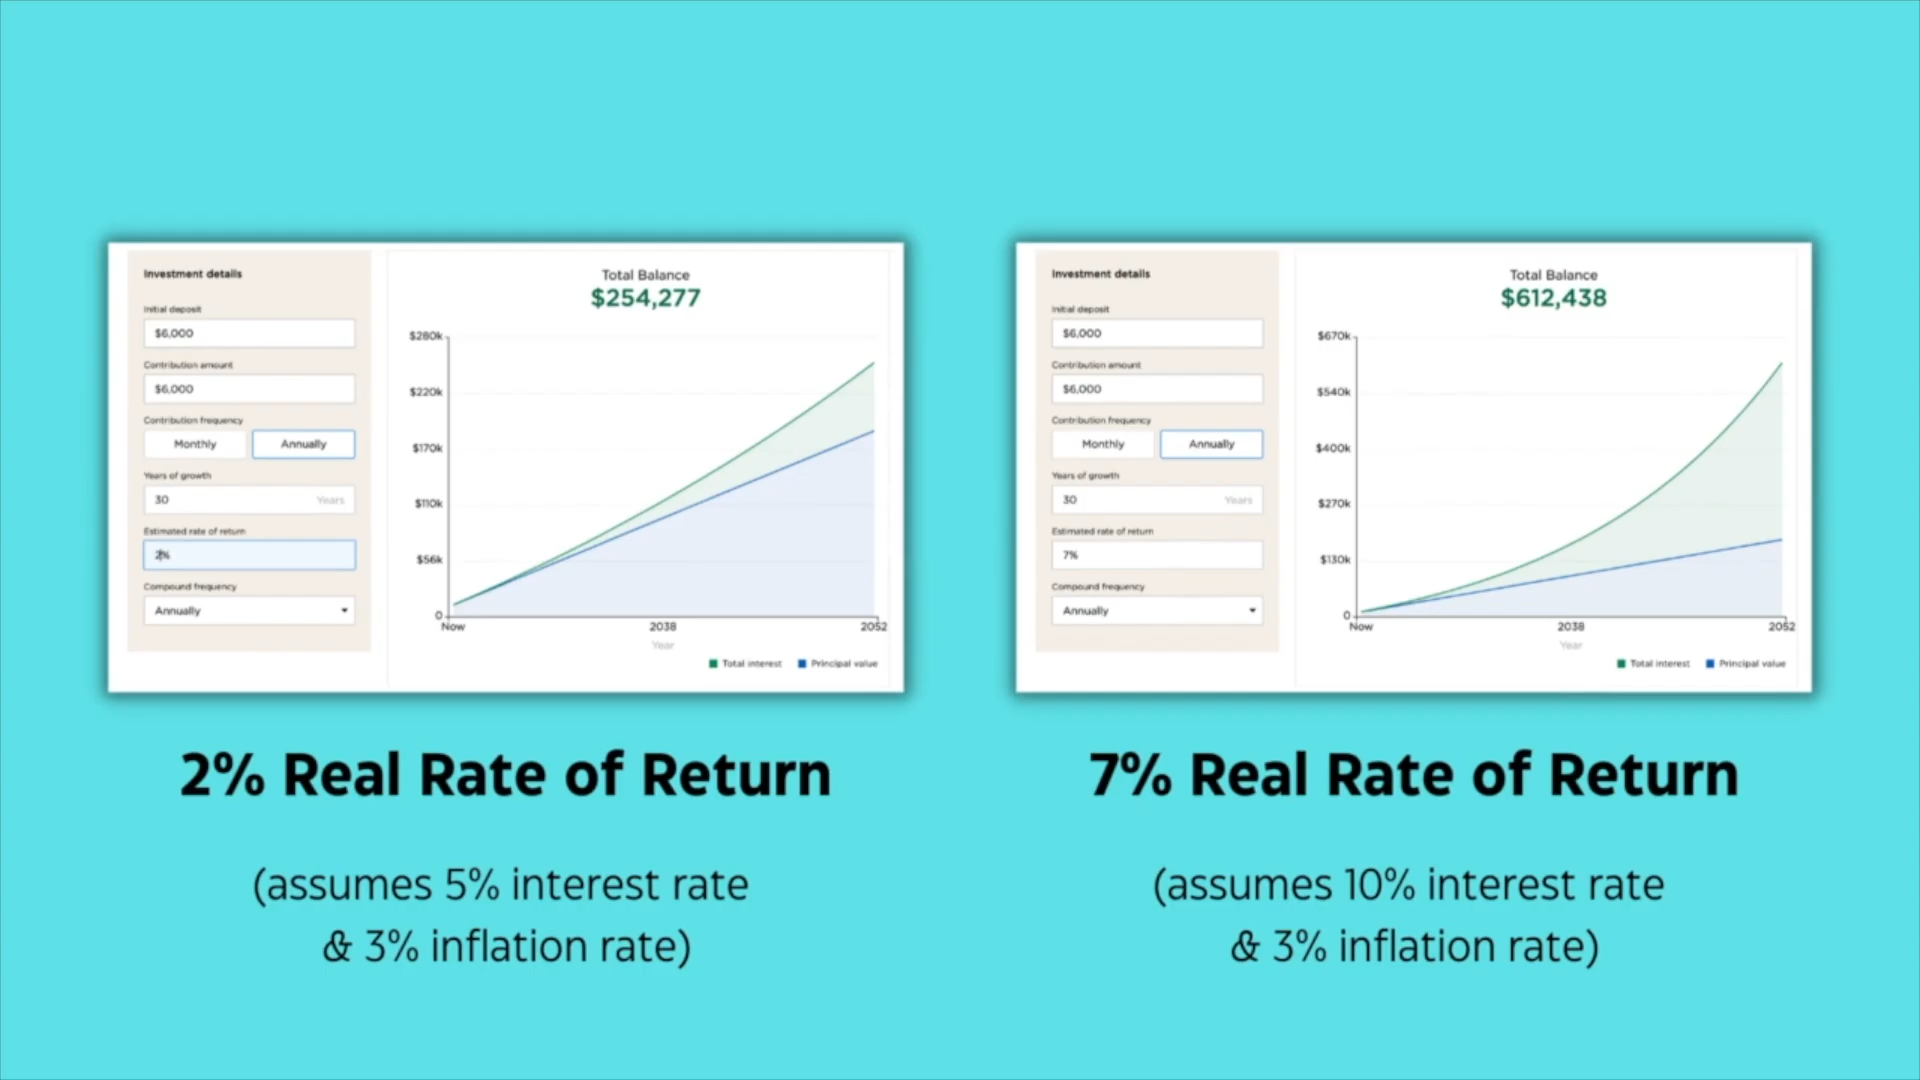 Investment details
Initial deposit
$6,000
Contribution amount
$6,000
Contribution frequency
Monthly Annually
Years of growth
30 Years
Estimated rate of return
2%
Compound frequency
Annually
Total Balance
$254,277
$280k
$220k
$170k
$110k
$56k
0
Now 2038 2052
Year
Total interest Principal value
2% Real Rate of Return
(assumes 5% interest rate
& 3% inflation rate)
Investment details
Initial deposit
$6,000
Contribution amount
$6,000
Contribution frequency
Monthly Annually
Years of growth
30 Years
Estimated rate of return
7%
Compound frequency
Annually
Total Balance
$612,438
$670k
$540k
$400k
$270k
$130k
0
Now 2038 2052
Year
Total interest Principal value
7% Real Rate of Return
(assumes 10% interest rate
& 3% inflation rate)